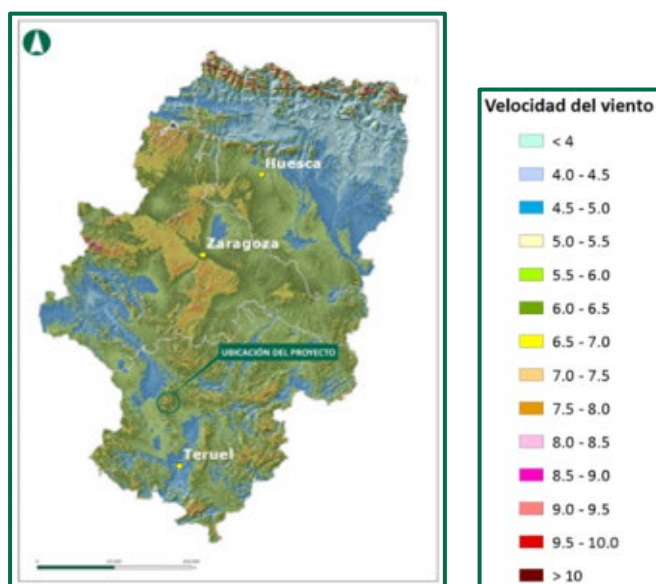 Huesca
Zaragoza
UBICACIÓN DEL PROYECTO
Teruel
Velocidad del viento
< 4
4.0 - 4.5
4.5 - 5.0
5.0 - 5.5
5.5 - 6.0
6.0 - 6.5
6.5 - 7.0
7.0 - 7.5
7.5 - 8.0
8.0 - 8.5
8.5 - 9.0
9.0 - 9.5
9.5 - 10.0
> 10